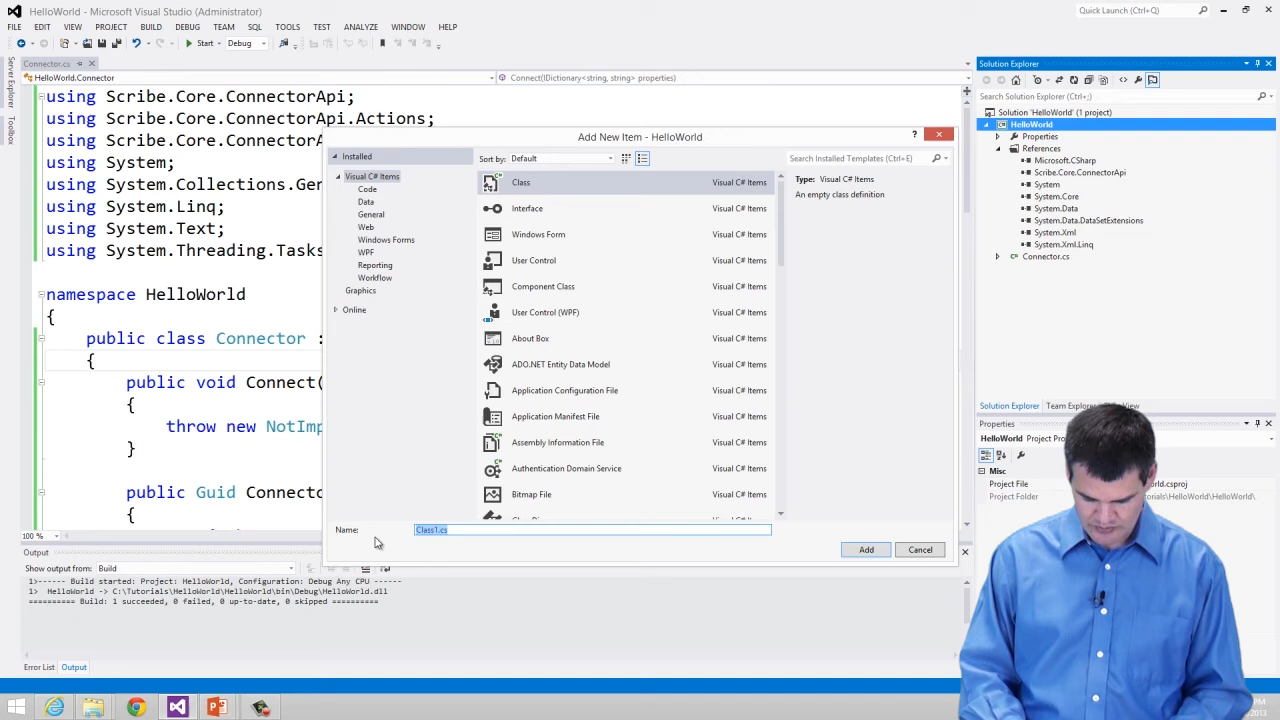 HelloWorld - Microsoft Visual Studio (Administrator)
Quick Launch (Ctrl+Q)
FILE EDIT VIEW PROJECT BUILD DEBUG TEAM SQL TOOLS TEST ANALYZE WINDOW HELP
Start Debug
Server Explorer
Toolbox
Connector.cs
HelloWorld.Connector
Connect(IDictionary<string, string> properties)
using Scribe.Core.ConnectorApi;
using Scribe.Core.ConnectorApi.Actions;
using Scribe.Core.ConnectorA
using System;
using System.Collections.Gen
using System.Linq;
using System.Text;
using System.Threading.Tasks
namespace HelloWorld
{
public class Connector :
{
public void Connect(
{
throw new NotImp
}
public Guid Connecto
100 %
Add New Item - HelloWorld
?
Installed
Visual C# Items
Code
Data
General
Web
Windows Forms
WPF
Reporting
Workflow
Graphics
Online
Sort by: Default
Search Installed Templates (Ctrl+E)
Class Visual C# Items
Interface Visual C# Items
Windows Form Visual C# Items
User Control Visual C# Items
Component Class Visual C# Items
User Control (WPF) Visual C# Items
About Box Visual C# Items
ADO.NET Entity Data Model Visual C# Items
Application Configuration File Visual C# Items
Application Manifest File Visual C# Items
Assembly Information File Visual C# Items
Authentication Domain Service Visual C# Items
Bitmap File Visual C# Items
Type: Visual C# Items
An empty class definition
Name: Class1.cs
Add Cancel
Output
Show output from: Build
1>------ Build started: Project: HelloWorld, Configuration: Debug Any CPU ------
1> HelloWorld -> C:\Tutorials\HelloWorld\HelloWorld\bin\Debug\HelloWorld.dll
========== Build: 1 succeeded, 0 failed, 0 up-to-date, 0 skipped ==========
Error List Output
Solution Explorer
Search Solution Explorer (Ctrl+;)
Solution 'HelloWorld' (1 project)
HelloWorld
Properties
References
Microsoft.CSharp
Scribe.Core.ConnectorApi
System
System.Core
System.Data
System.Data.DataSetExtensions
System.Xml
System.Xml.Linq
Connector.cs
Solution Explorer Team Explorer View
Properties
HelloWorld Project Pro
Misc
Project File
Project Folder